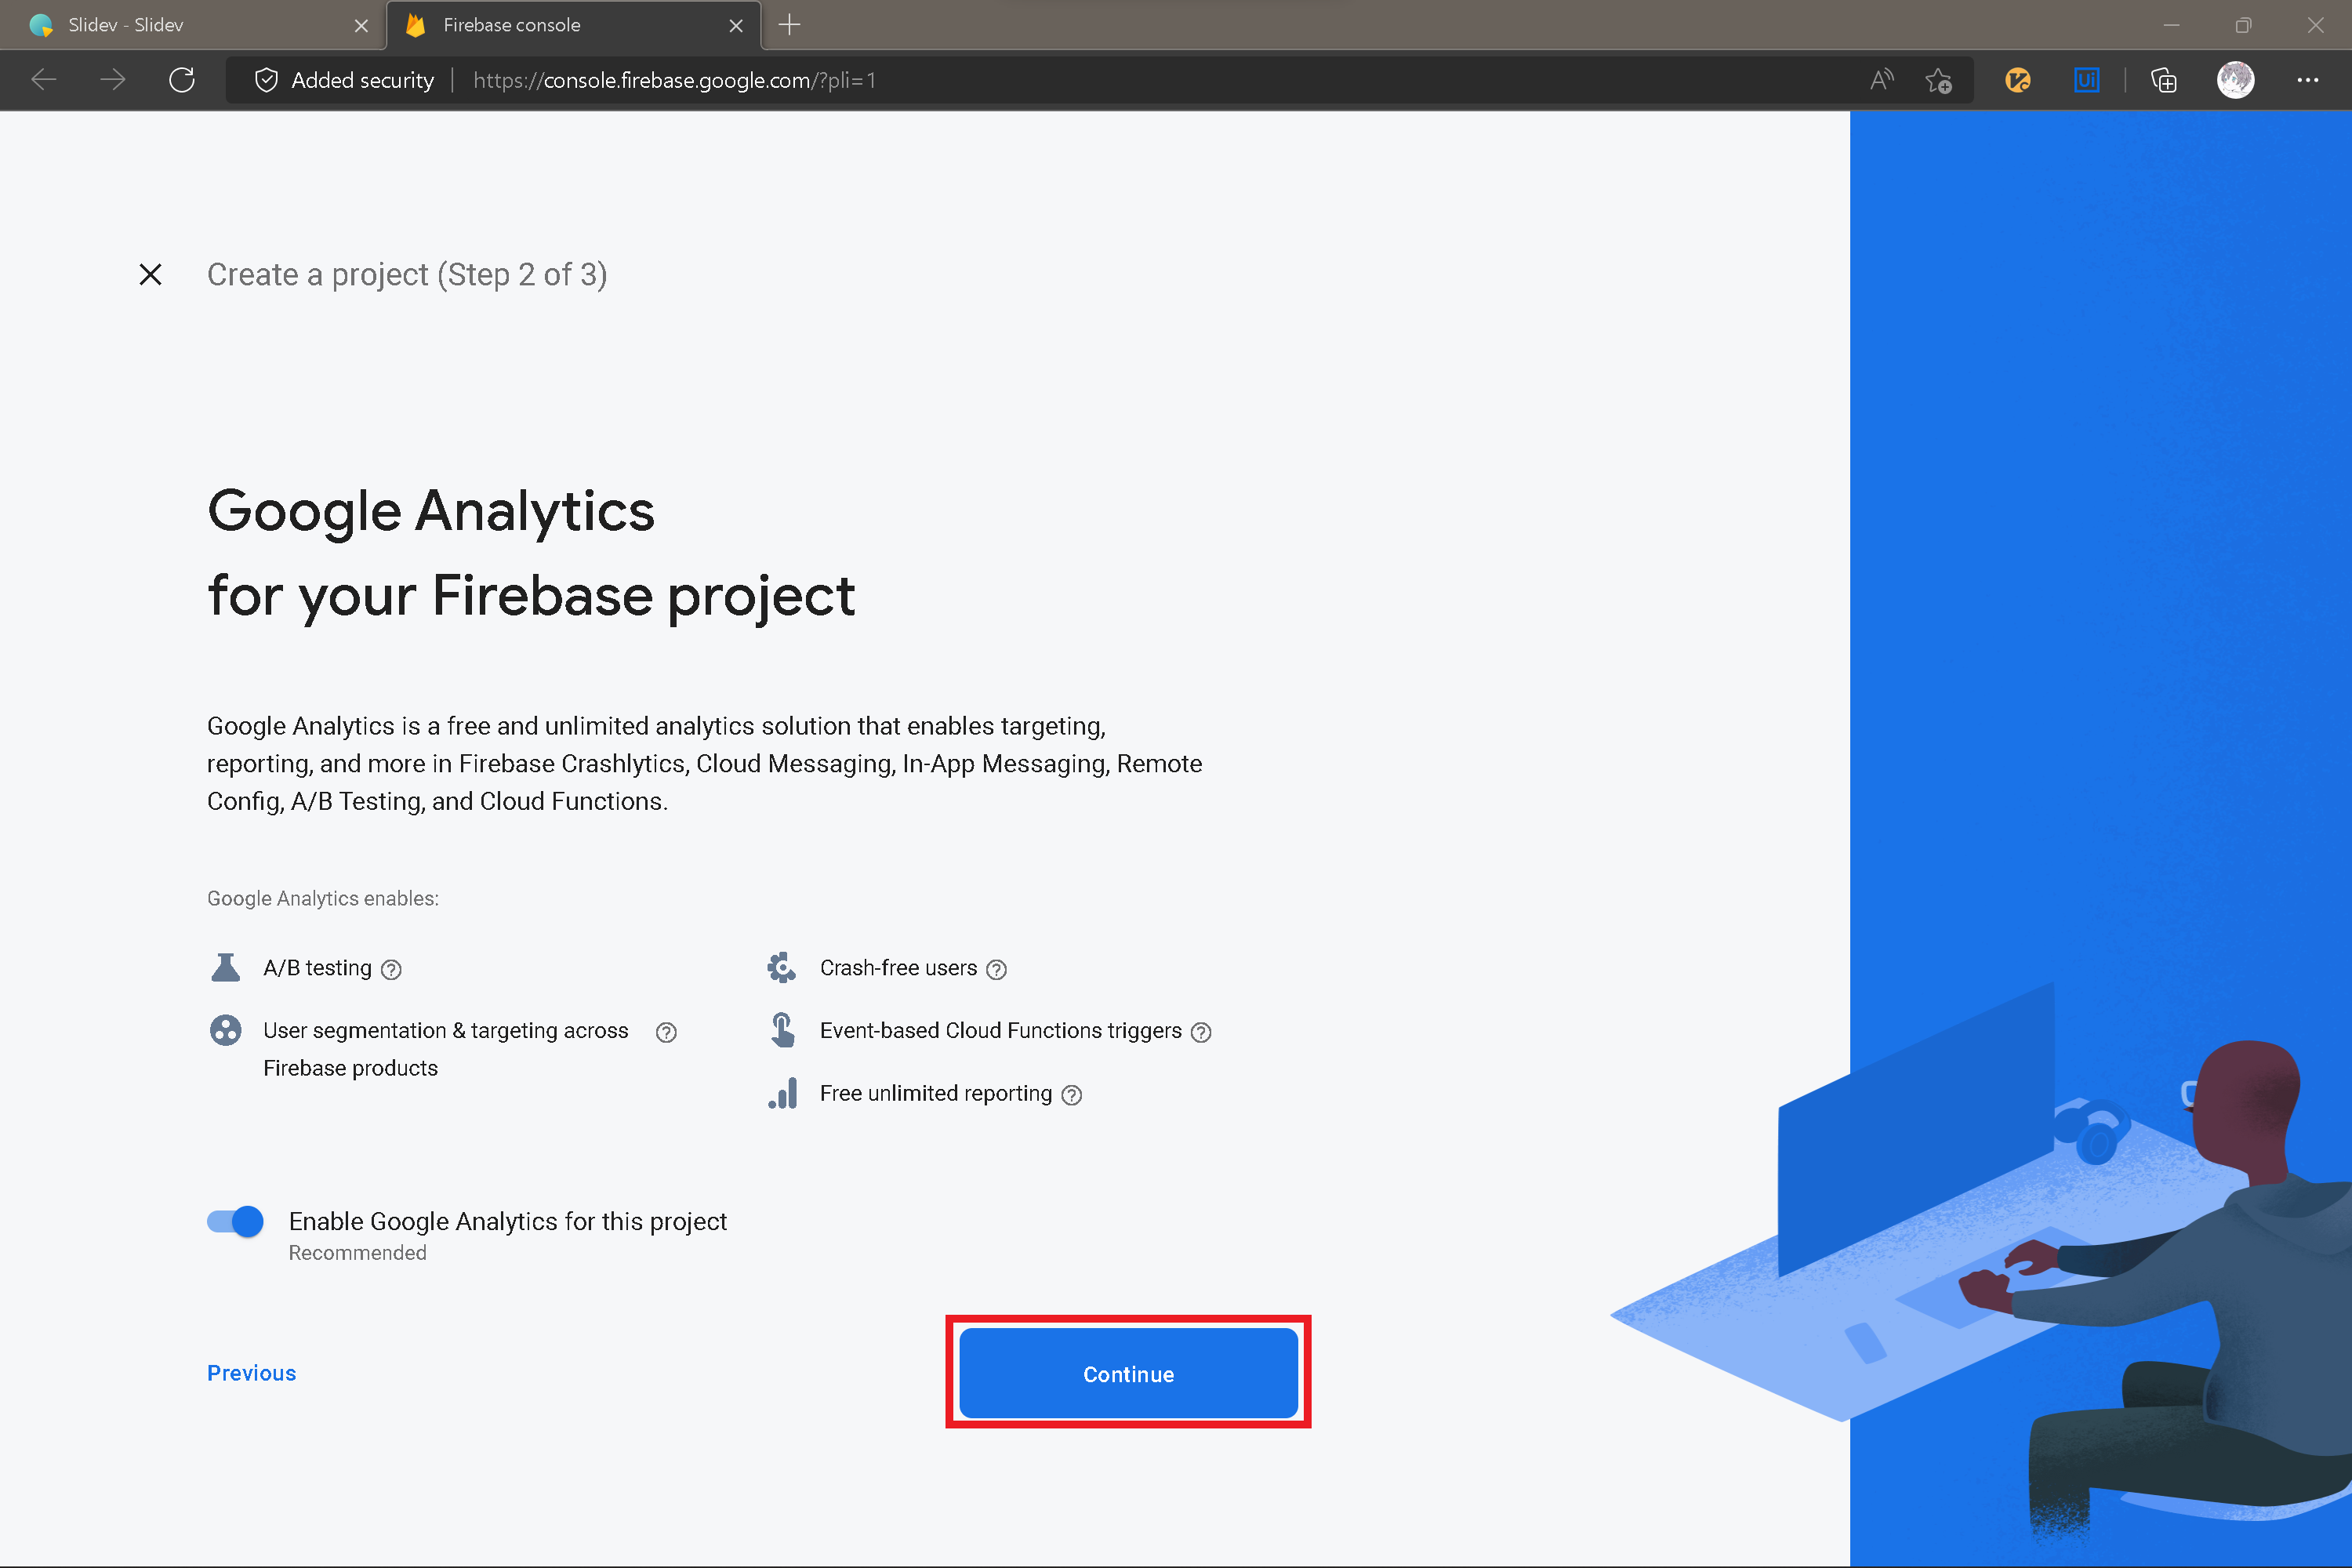 Slidev - Slidev
Firebase console
Added security
https://console.firebase.google.com/?pli=1
Ui
Create a project (Step 2 of 3)
Google Analytics
for your Firebase project
Google Analytics is a free and unlimited analytics solution that enables targeting,
reporting, and more in Firebase Crashlytics, Cloud Messaging, In-App Messaging, Remote
Config, A/B Testing, and Cloud Functions.
Google Analytics enables:
A/B testing
Crash-free users
User segmentation & targeting across
Firebase products
Event-based Cloud Functions triggers
Free unlimited reporting
Enable Google Analytics for this project
Recommended
Previous
Continue